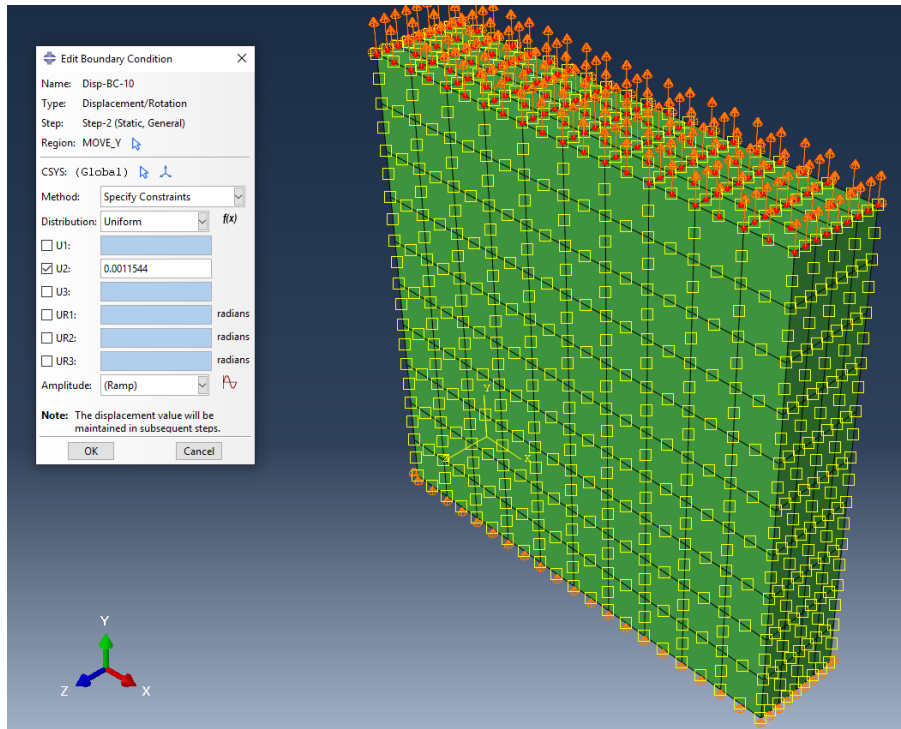 Edit Boundary Condition
Name: Disp-BC-10
Type: Displacement/Rotation
Step: Step-2 (Static, General)
Region: MOVE_Y
CSYS: (Global)
Method: Specify Constraints
Distribution: Uniform f(x)
U1:
U2: 0.0011544
U3:
UR1: radians
UR2: radians
UR3: radians
Amplitude: (Ramp)
Note: The displacement value will be
maintained in subsequent steps.
OK Cancel
Y
Z X
Y
Z X